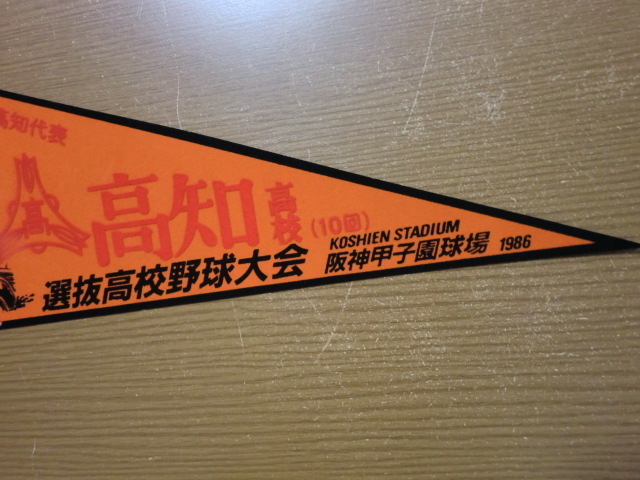 高知代表
高
高知高校(10回)
選抜高校野球大会
KOSHIEN STADIUM
阪神甲子園球場 1986